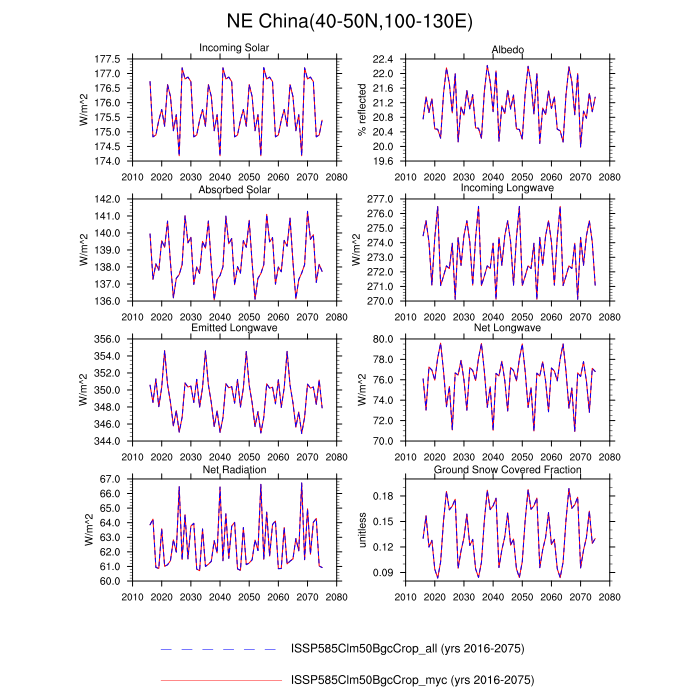 NE China(40-50N,100-130E)
Incoming Solar
Albedo
W/m^2
177.5
177.0
176.5
176.0
175.5
175.0
174.5
174.0
2010 2020 2030 2040 2050 2060 2070 2080
% reflected
22.4
21.7
21.0
20.3
19.6
2010 2020 2030 2040 2050 2060 2070 2080
Absorbed Solar
Incoming Longwave
W/m^2
142.0
141.0
140.0
139.0
138.0
137.0
136.0
2010 2020 2030 2040 2050 2060 2070 2080
W/m^2
277.0
276.0
275.0
274.0
273.0
272.0
271.0
270.0
2010 2020 2030 2040 2050 2060 2070 2080
Emitted Longwave
Net Longwave
W/m^2
356.0
354.0
352.0
350.0
348.0
346.0
344.0
2010 2020 2030 2040 2050 2060 2070 2080
W/m^2
80.0
78.0
76.0
74.0
72.0
70.0
2010 2020 2030 2040 2050 2060 2070 2080
Net Radiation
Ground Snow Covered Fraction
W/m^2
67.0
66.0
65.0
64.0
63.0
62.0
61.0
60.0
2010 2020 2030 2040 2050 2060 2070 2080
unitless
0.18
0.15
0.12
0.09
2010 2020 2030 2040 2050 2060 2070 2080
ISSP585Clm50BgcCrop_all (yrs 2016-2075)
ISSP585Clm50BgcCrop_myc (yrs 2016-2075)